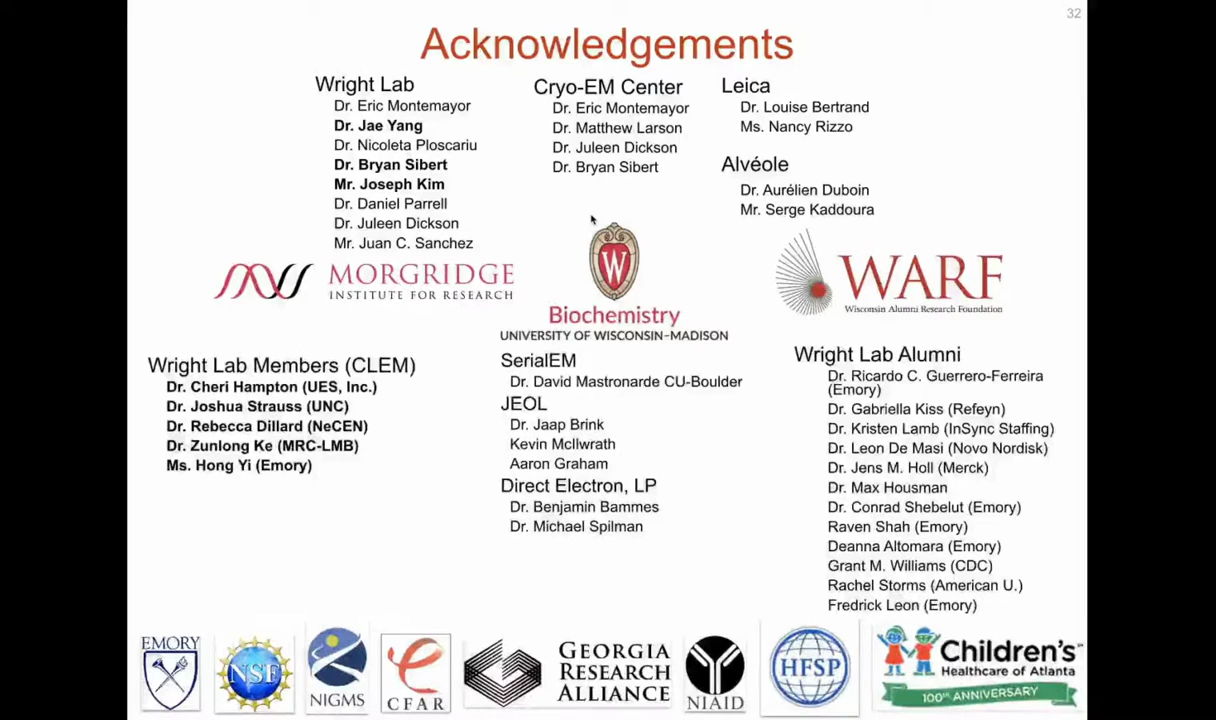 32
Acknowledgements
Wright Lab
Dr. Eric Montemayor
Dr. Jae Yang
Dr. Nicoleta Ploscariu
Dr. Bryan Sibert
Mr. Joseph Kim
Dr. Daniel Parrell
Dr. Juleen Dickson
Mr. Juan C. Sanchez
Cryo-EM Center
Dr. Eric Montemayor
Dr. Matthew Larson
Dr. Juleen Dickson
Dr. Bryan Sibert
Leica
Dr. Louise Bertrand
Ms. Nancy Rizzo
Alvéole
Dr. Aurélien Duboin
Mr. Serge Kaddoura
MORGRIDGE
INSTITUTE FOR RESEARCH
W
Biochemistry
UNIVERSITY OF WISCONSIN–MADISON
WARF
Wisconsin Alumni Research Foundation
Wright Lab Members (CLEM)
Dr. Cheri Hampton (UES, Inc.)
Dr. Joshua Strauss (UNC)
Dr. Rebecca Dillard (NeCEN)
Dr. Zunlong Ke (MRC-LMB)
Ms. Hong Yi (Emory)
SerialEM
Dr. David Mastronarde CU-Boulder
JEOL
Dr. Jaap Brink
Kevin McIlwrath
Aaron Graham
Direct Electron, LP
Dr. Benjamin Bammes
Dr. Michael Spilman
Wright Lab Alumni
Dr. Ricardo C. Guerrero-Ferreira
(Emory)
Dr. Gabriella Kiss (Refeyn)
Dr. Kristen Lamb (InSync Staffing)
Dr. Leon De Masi (Novo Nordisk)
Dr. Jens M. Holl (Merck)
Dr. Max Housman
Dr. Conrad Shebelut (Emory)
Raven Shah (Emory)
Deanna Altomara (Emory)
Grant M. Williams (CDC)
Rachel Storms (American U.)
Fredrick Leon (Emory)
EMORY
NSF
NIGMS
CFAR
GEORGIA
RESEARCH
ALLIANCE
NIAID
HFSP
Children's
Healthcare of Atlanta
100TH ANNIVERSARY